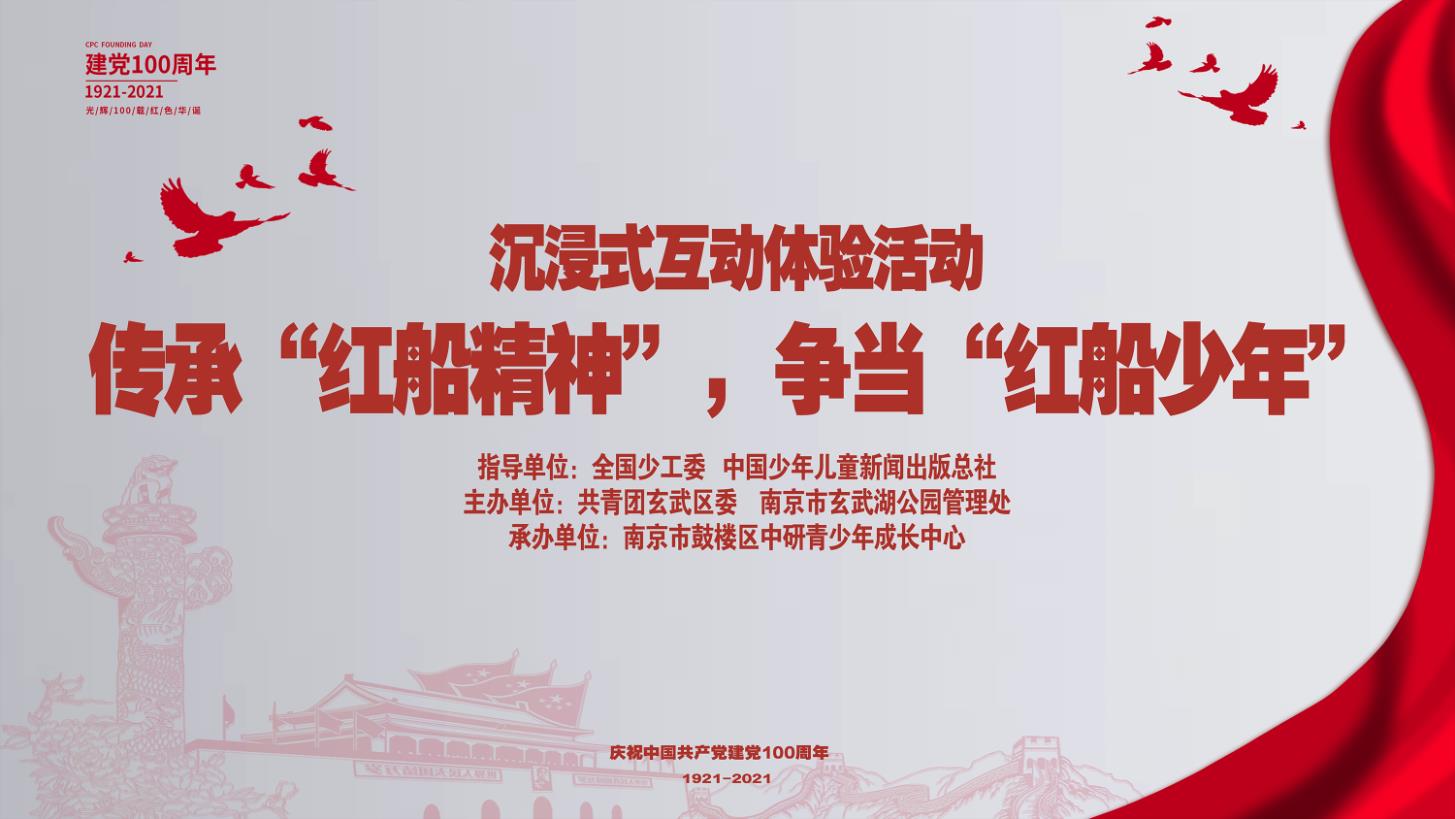 CPC FOUNDING DAY
建党100周年
1921-2021
光/辉/100/载/红/色/华/诞
沉浸式互动体验活动
传承“红船精神”，争当“红船少年”
指导单位：全国少工委 中国少年儿童新闻出版总社
主办单位：共青团玄武区委 南京市玄武湖公园管理处
承办单位：南京市鼓楼区中研青少年成长中心
庆祝中国共产党建党100周年
1921-2021